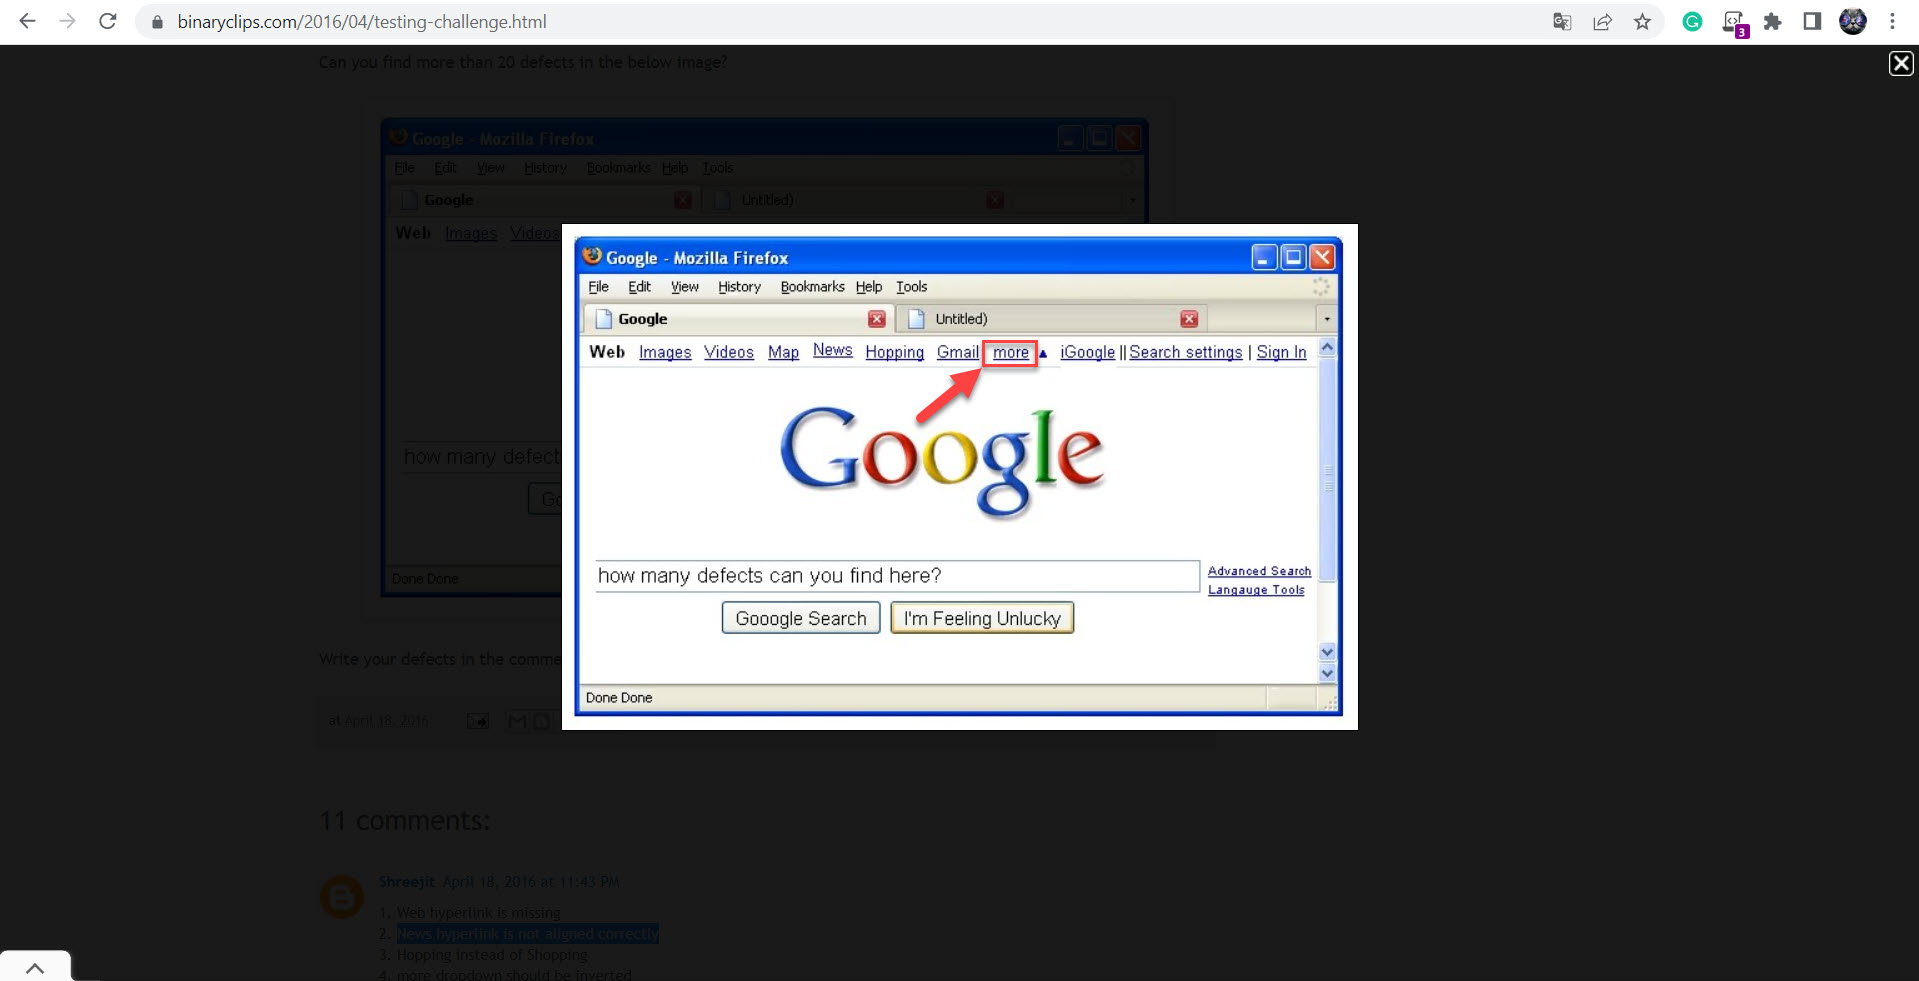 binaryclips.com/2016/04/testing-challenge.html
3
Can you find more than 20 defects in the below image?
Google - Mozilla Firefox
File Edit View History Bookmarks Help Tools
Google Untitled)
Web Images Videos
Google - Mozilla Firefox
File Edit View History Bookmarks Help Tools
Google Untitled)
Web Images Videos Map News Hopping Gmail more ▲ iGoogle || Search settings | Sign In
Google
how many defect
how many defects can you find here?
Advanced Search
Langauge Tools
Go
Gooogle Search I'm Feeling Unlucky
Done Done
Done Done
Write your defects in the comme
at April 18, 2016
11 comments:
Shreejit April 18, 2016 at 11:43 PM
1. Web hyperlink is missing
2. News hyperlink is not aligned correctly
3. Hopping instead of Shopping
4. more dropdown should be inverted